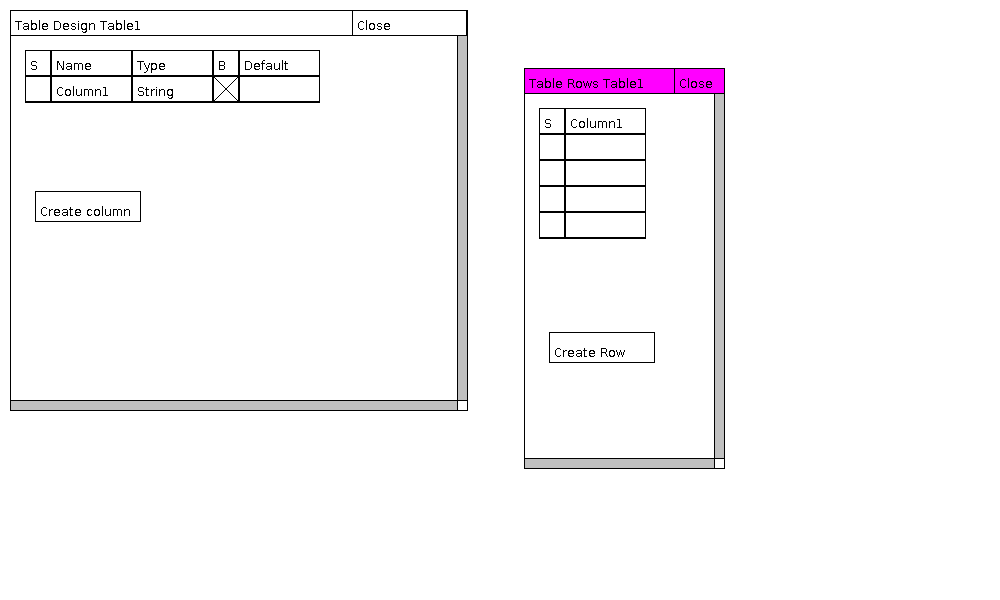 Table Design Table1 Close
S Name Type B Default
Column1 String
Create column
Table Rows Table1 Close
S Column1
Create Row